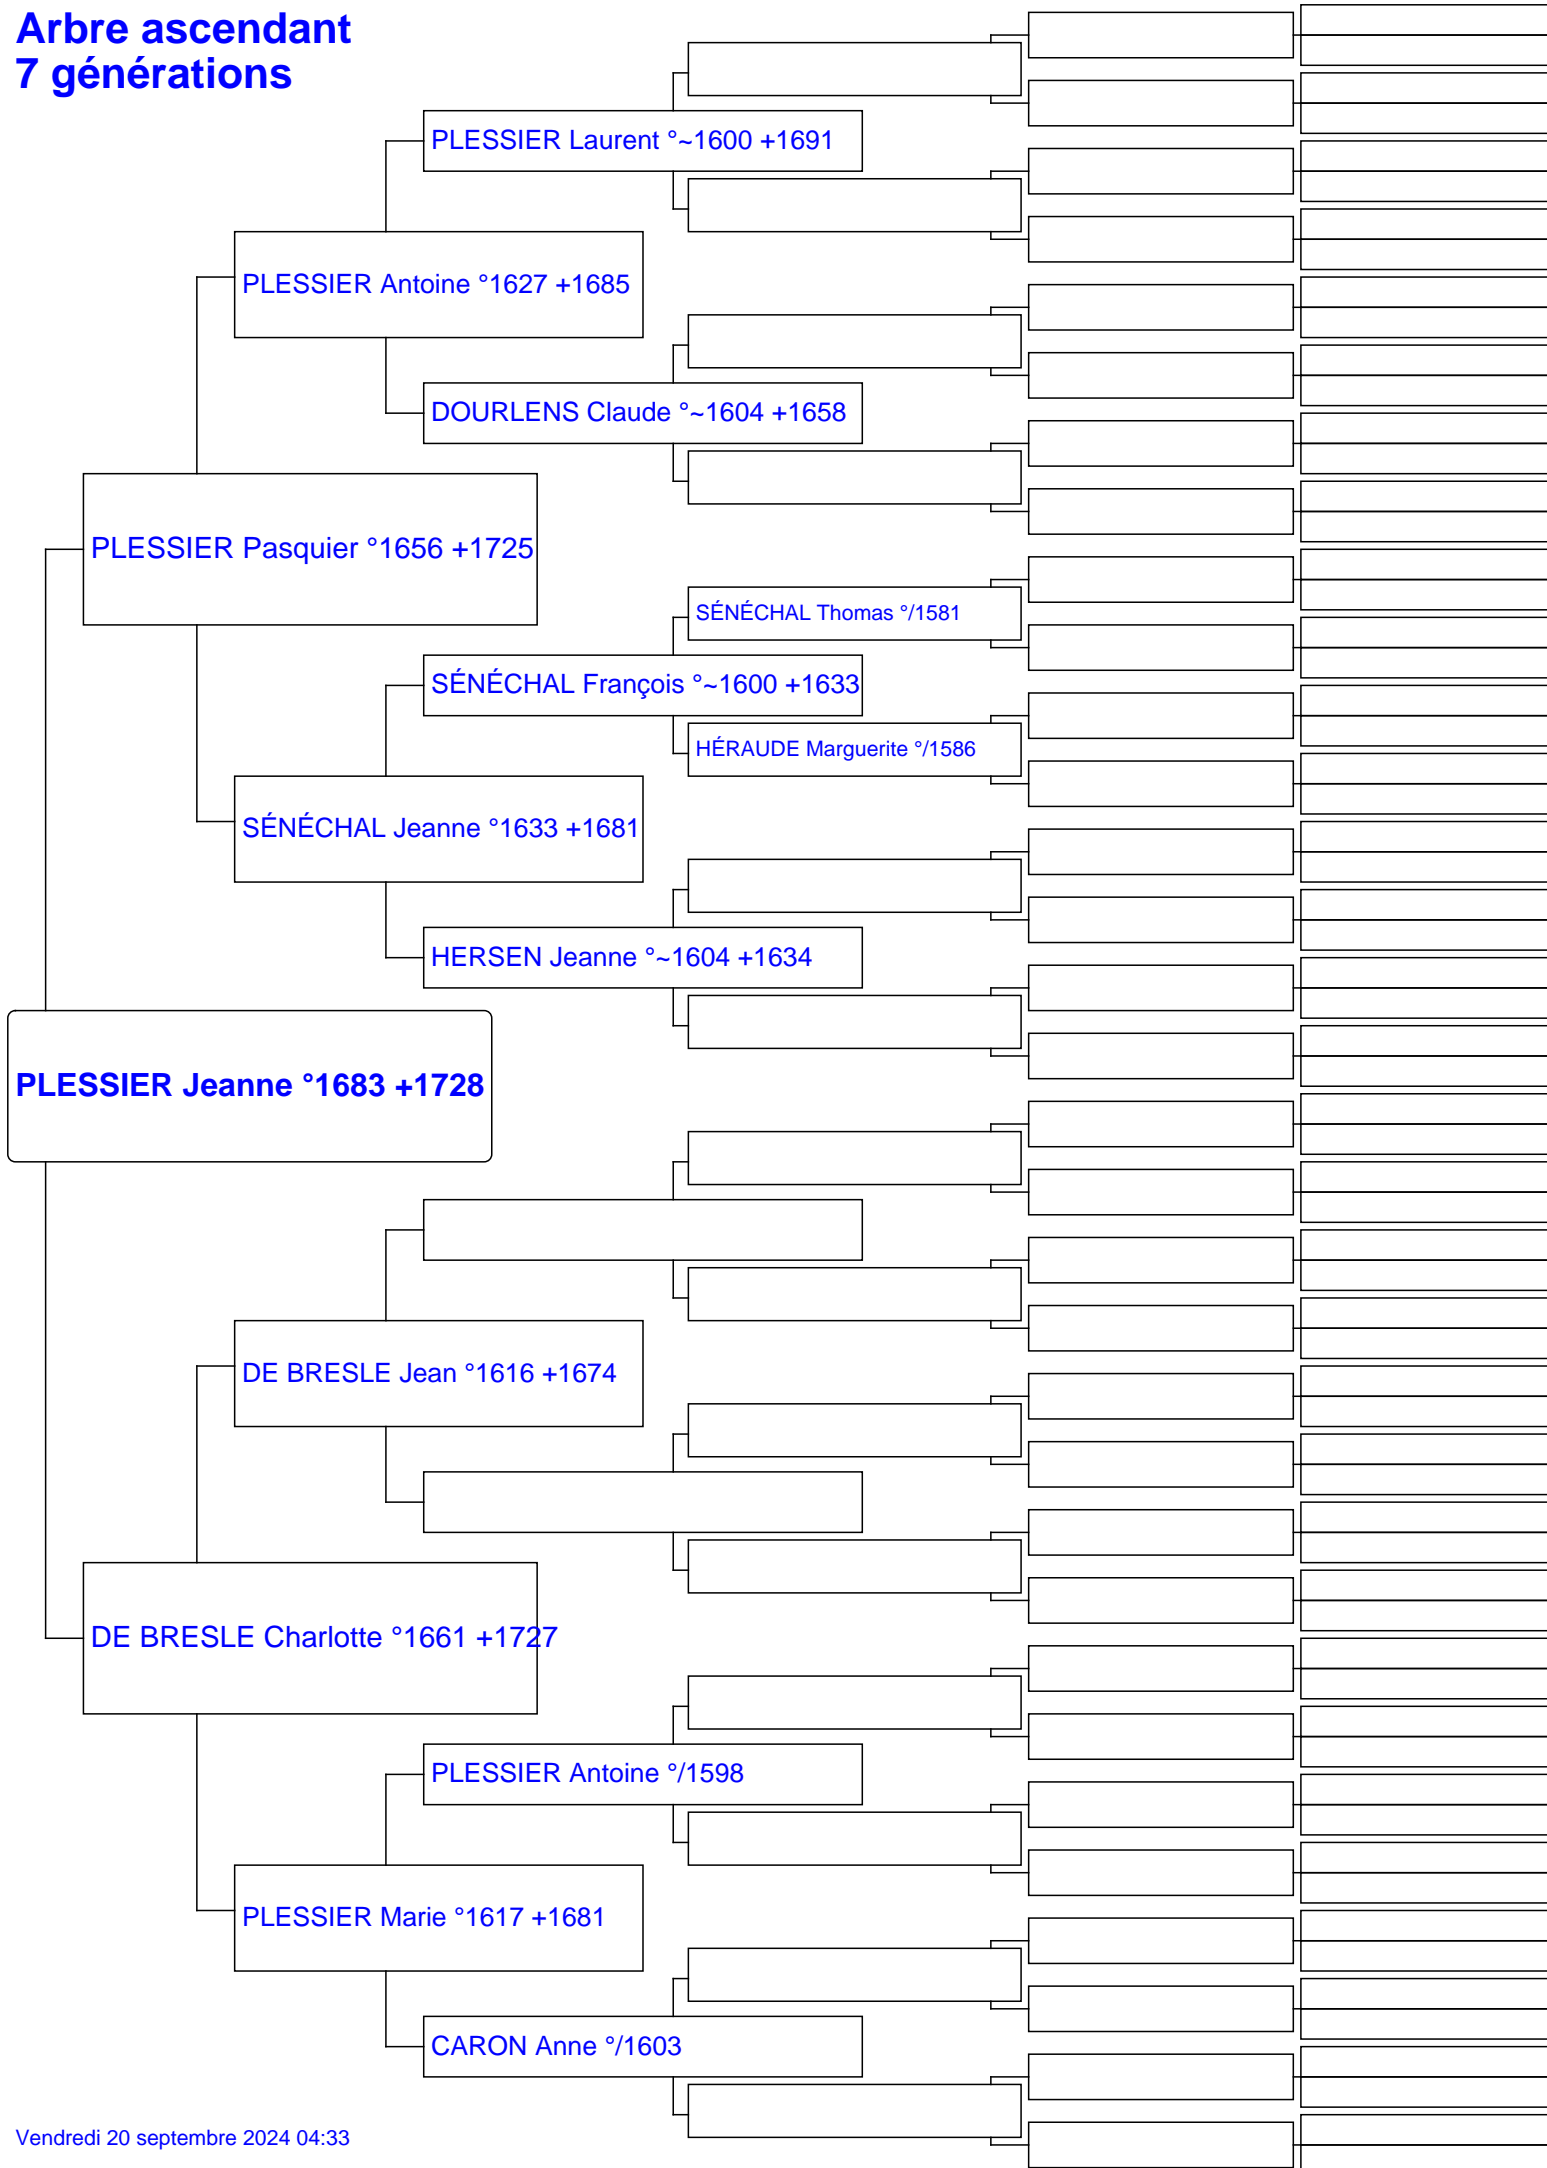 Arbre ascendant
7 générations
PLESSIER Laurent °~1600 +1691
PLESSIER Antoine °1627 +1685
DOURLENS Claude °~1604 +1658
PLESSIER Pasquier °1656 +1725
SÉNÉCHAL Thomas °/1581
SÉNÉCHAL François °~1600 +1633
HÉRAUDE Marguerite °/1586
SÉNÉCHAL Jeanne °1633 +1681
HERSEN Jeanne °~1604 +1634
PLESSIER Jeanne °1683 +1728
DE BRESLE Jean °1616 +1674
DE BRESLE Charlotte °1661 +1727
PLESSIER Antoine °/1598
PLESSIER Marie °1617 +1681
CARON Anne °/1603
Vendredi 20 septembre 2024 04:33